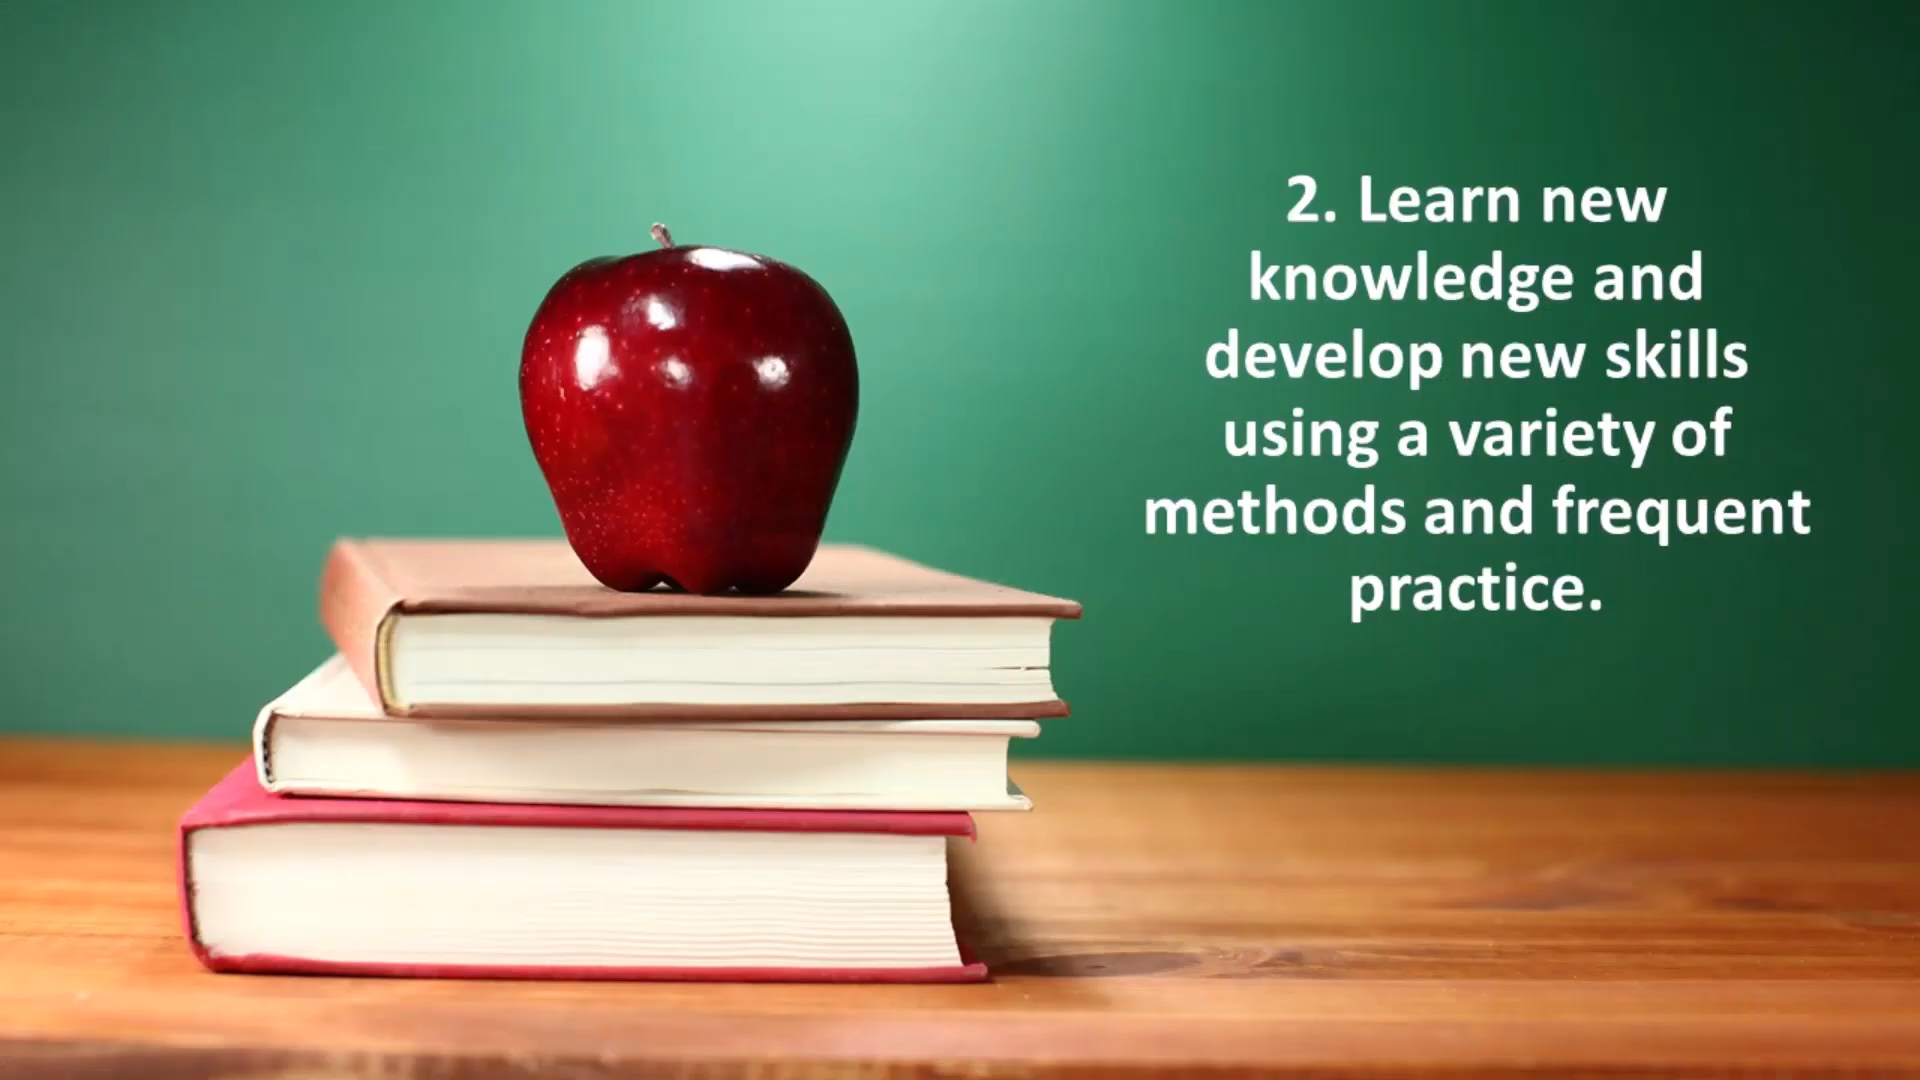 2. Learn new
knowledge and
develop new skills
using a variety of
methods and frequent
practice.